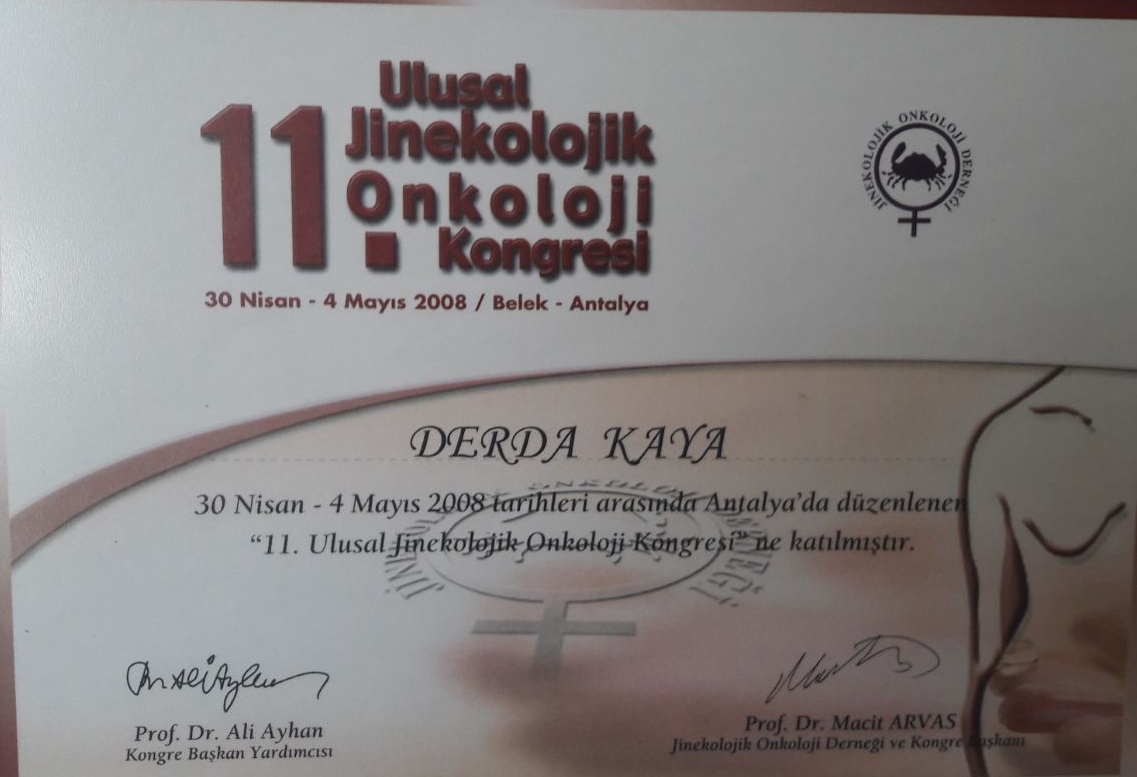 11. Ulusal
Jinekolojik
Onkoloji
Kongresi
30 Nisan - 4 Mayıs 2008 / Belek - Antalya
JİNEKOLOJİK ONKOLOJİ DERNEĞİ
DERDA KAYA
30 Nisan - 4 Mayıs 2008 tarihleri arasında Antalya'da düzenlenen
“11. Ulusal Jinekolojik Onkoloji Kongresi” ne katılmıştır.
Prof. Dr. Ali Ayhan
Kongre Başkan Yardımcısı
Prof. Dr. Macit ARVAS
Jinekolojik Onkoloji Derneği ve Kongre Başkanı